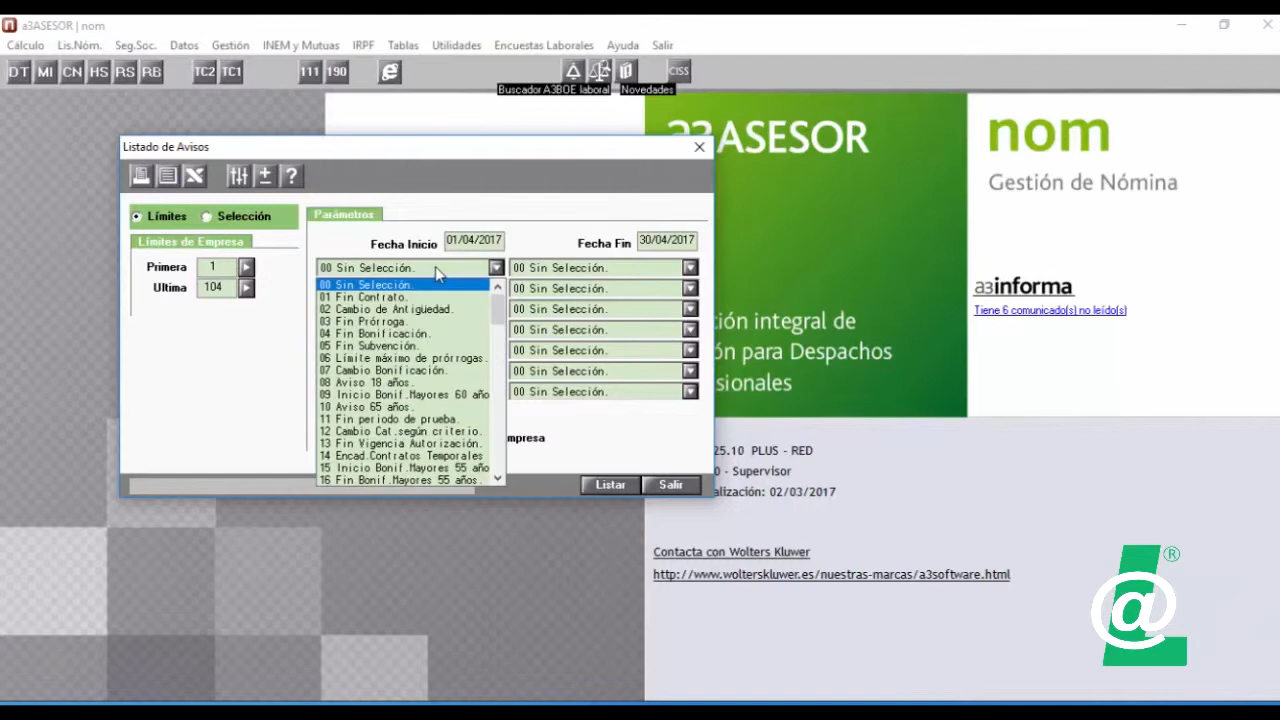 a3ASESOR | nom
Cálculo Lis.Nóm. Seg.Soc. Datos Gestión INEM y Mutuas IRPF Tablas Utilidades Encuestas Laborales Ayuda Salir
DT MI CN HS RS RB TC2 TC1 111 190 CISS
Buscador A3BOE laboral Novedades
ASESOR
nom
Gestión de Nómina
Listado de Avisos
Límites Selección
Parámetros
Límites de Empresa
Fecha Inicio 01/04/2017 Fecha Fin 30/04/2017
Primera 1
Ultima 104
00 Sin Selección. 00 Sin Selección.
00 Sin Selección.
00 Sin Selección.
00 Sin Selección.
00 Sin Selección.
00 Sin Selección.
00 Sin Selección.
00 Sin Selección.
01 Fin Contrato.
02 Cambio de Antigüedad.
03 Fin Prórroga.
04 Fin Bonificación.
05 Fin Subvención.
06 Límite máximo de prórrogas.
07 Cambio Bonificación.
08 Aviso 18 años.
09 Inicio Bonif.Mayores 60 año
10 Aviso 65 años.
11 Fin periodo de prueba.
12 Cambio Cat.según criterio.
13 Fin Vigencia Autorización.
14 Encad.Contratos Temporales
15 Inicio Bonif.Mayores 55 año
16 Fin Bonif.Mayores 55 años.
mpresa
Listar Salir
a3informa
Tiene 6 comunicado(s) no leído(s)
ción integral de
ón para Despachos
sionales
25.10 PLUS - RED
0 - Supervisor
alización: 02/03/2017
Contacta con Wolters Kluwer
http://www.wolterskluwer.es/nuestras-marcas/a3software.html
L@®